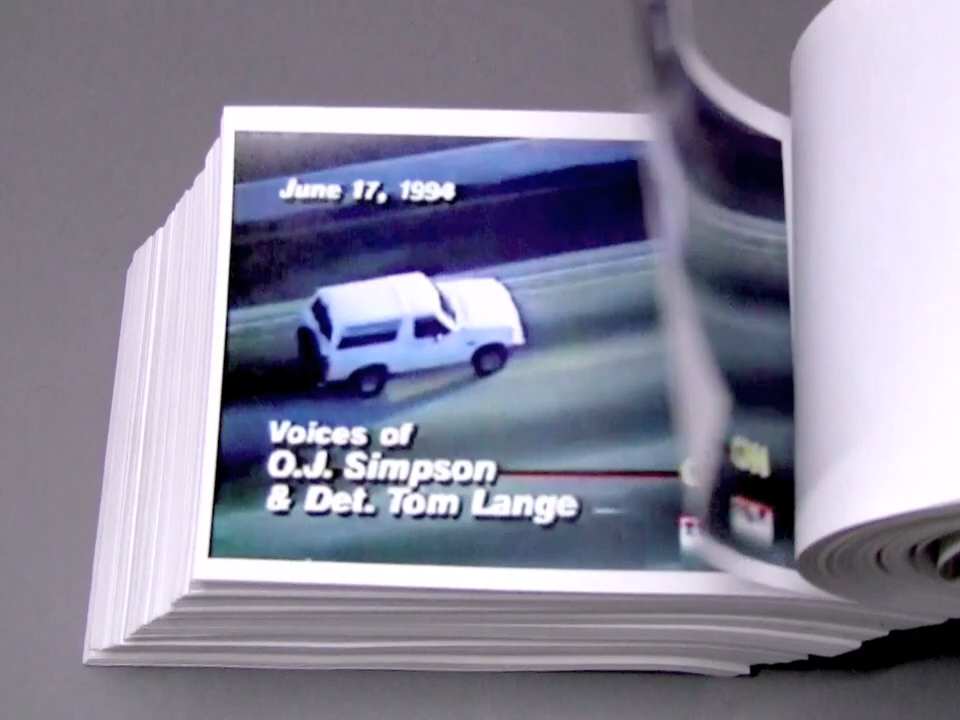 June 17, 1994
Voices of
O.J. Simpson
& Det. Tom Lange